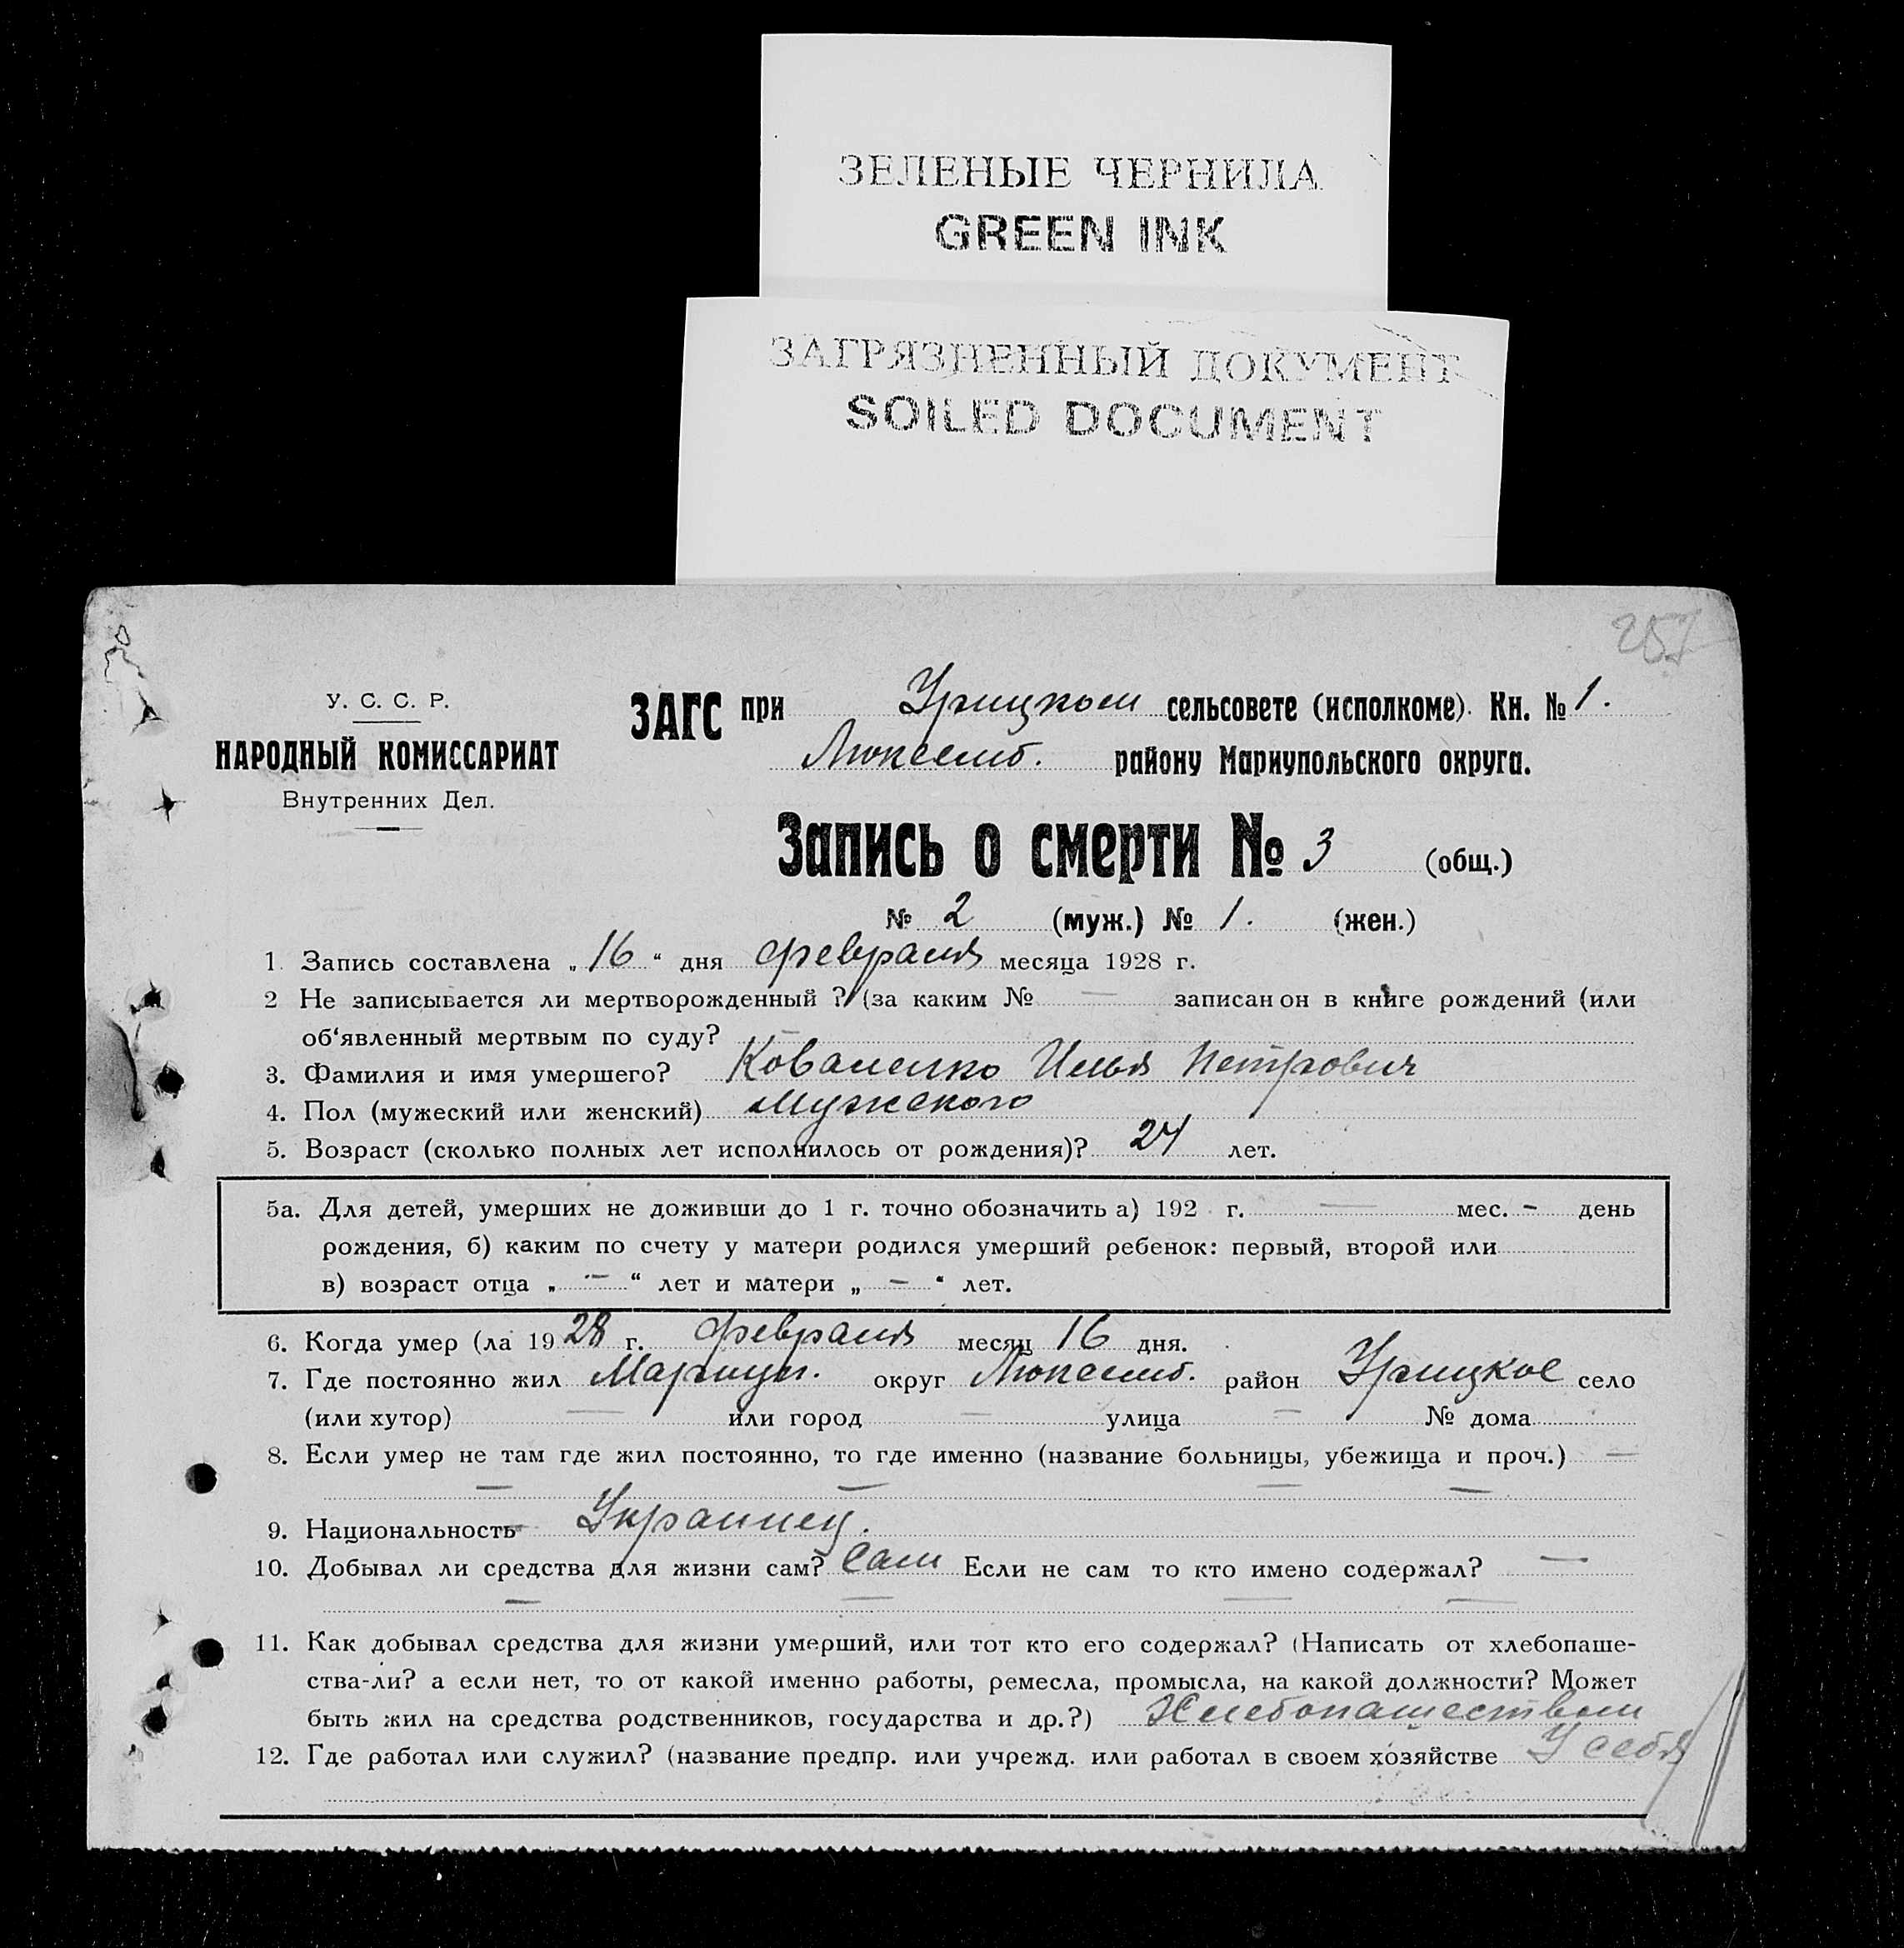 ЗЕЛЕНЫЕ ЧЕРНИЛА
GREEN INK
ЗАГРЯЗНЕННЫЙ ДОКУМЕНТ
SOILED DOCUMENT
257
У. С. С. Р.
НАРОДНЫЙ КОМИССАРИАТ
Внутренних Дел.
ЗАГС при Урицком сельсовете (исполкоме). Кн. № 1.
Люксемб. району Мариупольского округа.
Запись о смерти № 3 (общ.)
№ 2 (муж.) № 1. (жен.)
1. Запись составлена „16“ дня февраля месяца 1928 г.
2 Не записывается ли мертворожденный ? (за каким № — записан он в книге рождений (или
об‘явленный мертвым по суду? —
3. Фамилия и имя умершего? Коваленко Илья Петрович
4. Пол (мужеский или женский) Мужского
5. Возраст (сколько полных лет исполнилось от рождения)? 24 лет.
5а. Для детей, умерших не доживши до 1 г. точно обозначить а) 192 г. — мес. - день
рождения, б) каким по счету у матери родился умерший ребенок: первый, второй или
в) возраст отца „ — “ лет и матери „ — “ лет.
6. Когда умер (ла 1928 г. февраля месяц 16 дня.
7. Где постоянно жил Мариуп. округ Люксемб. район Урицкое село
(или хутор) — или город — улица — № дома
8. Если умер не там где жил постоянно, то где именно (название больницы, убежища и проч.) —
— — — —
9. Национальность Украинец.
10. Добывал ли средства для жизни сам? Сам Если не сам то кто имено содержал? —
— — — —
11. Как добывал средства для жизни умерший, или тот кто его содержал? (Написать от хлебопаше-
ства-ли? а если нет, то от какой именно работы, ремесла, промысла, на какой должности? Может
быть жил на средства родственников, государства и др.?) Хлебопашеством
12. Где работал или служил? (название предпр. или учрежд. или работал в своем хозяйстве У себя